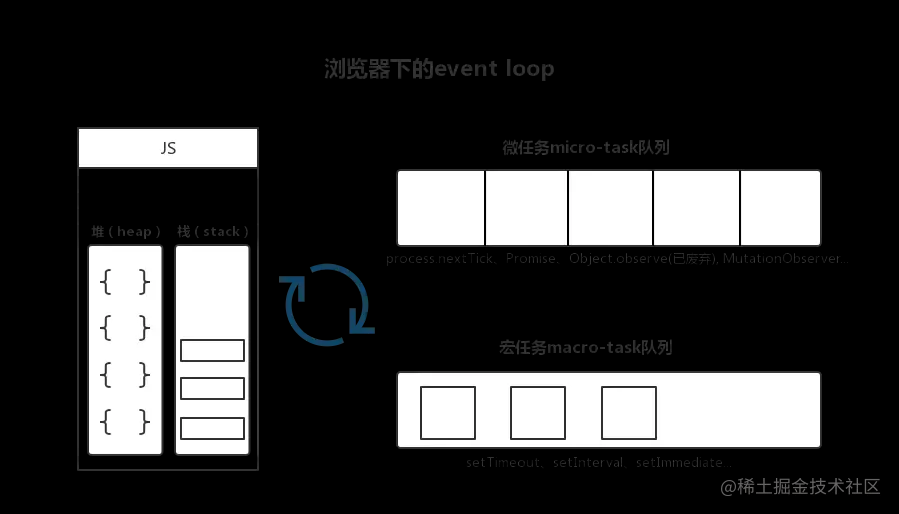 浏览器下的event loop
JS
堆（heap）
栈（stack）
{ }
{ }
{ }
{ }
微任务micro-task队列
process.nextTick、Promise、Object.observe(已废弃), MutationObserver...
宏任务macro-task队列
setTimeout、setInterval、setImmediate...
@稀土掘金技术社区